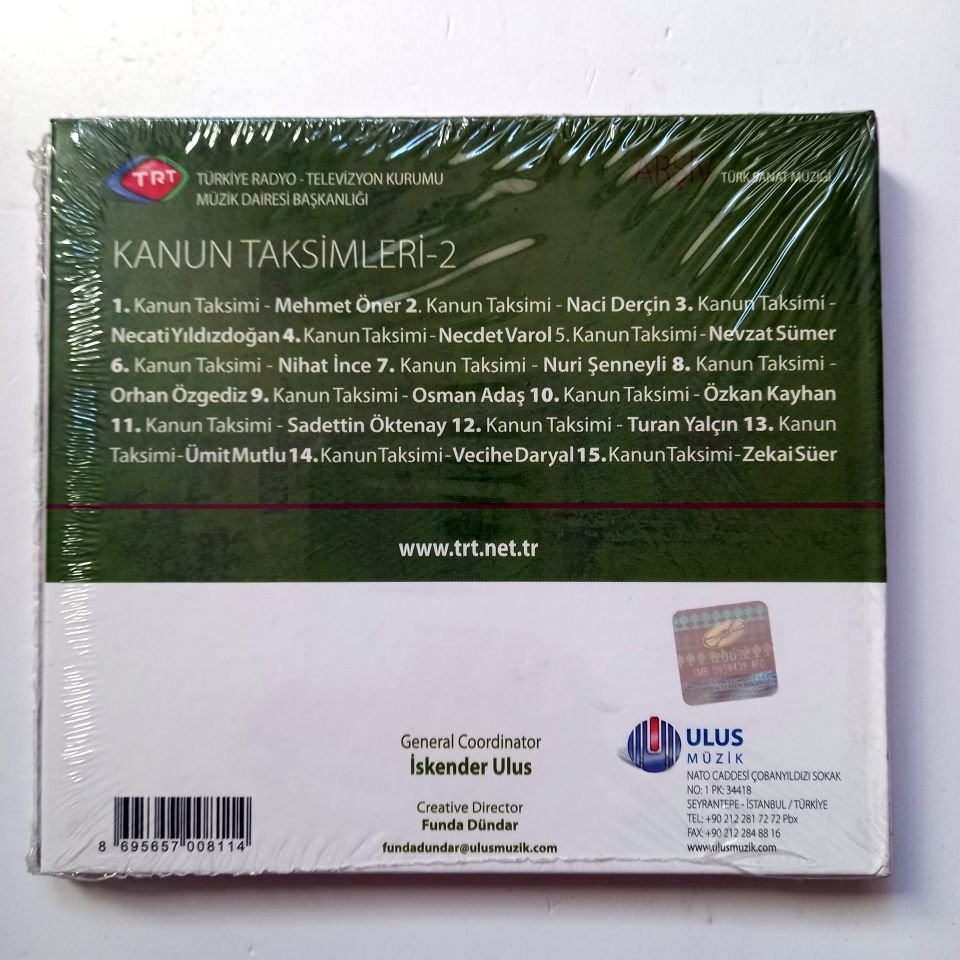 TRT
TÜRKİYE RADYO - TELEVİZYON KURUMU
MÜZİK DAİRESİ BAŞKANLIĞI
ARŞİV TÜRK SANAT MÜZİĞİ
KANUN TAKSİMLERİ-2
1. Kanun Taksimi - Mehmet Öner 2. Kanun Taksimi - Naci Derçin 3. Kanun Taksimi -
Necati Yıldızdoğan 4. Kanun Taksimi - Necdet Varol 5. Kanun Taksimi - Nevzat Sümer
6. Kanun Taksimi - Nihat İnce 7. Kanun Taksimi - Nuri Şenneyli 8. Kanun Taksimi -
Orhan Özgediz 9. Kanun Taksimi - Osman Adaş 10. Kanun Taksimi - Özkan Kayhan
11. Kanun Taksimi - Sadettin Öktenay 12. Kanun Taksimi - Turan Yalçın 13. Kanun
Taksimi - Ümit Mutlu 14. Kanun Taksimi - Vecihe Daryal 15. Kanun Taksimi - Zekai Süer
www.trt.net.tr
SMB 0959439 AFO
General Coordinator
İskender Ulus
Creative Director
Funda Dündar
fundadundar@ulusmuzik.com
8 695657 008114
ULUS
MÜZİK
NATO CADDESİ ÇOBANYILDIZI SOKAK
NO: 1 PK: 34418
SEYRANTEPE - İSTANBUL / TÜRKİYE
TEL: +90 212 281 72 72 Pbx
FAX: +90 212 284 88 16
www.ulusmuzik.com